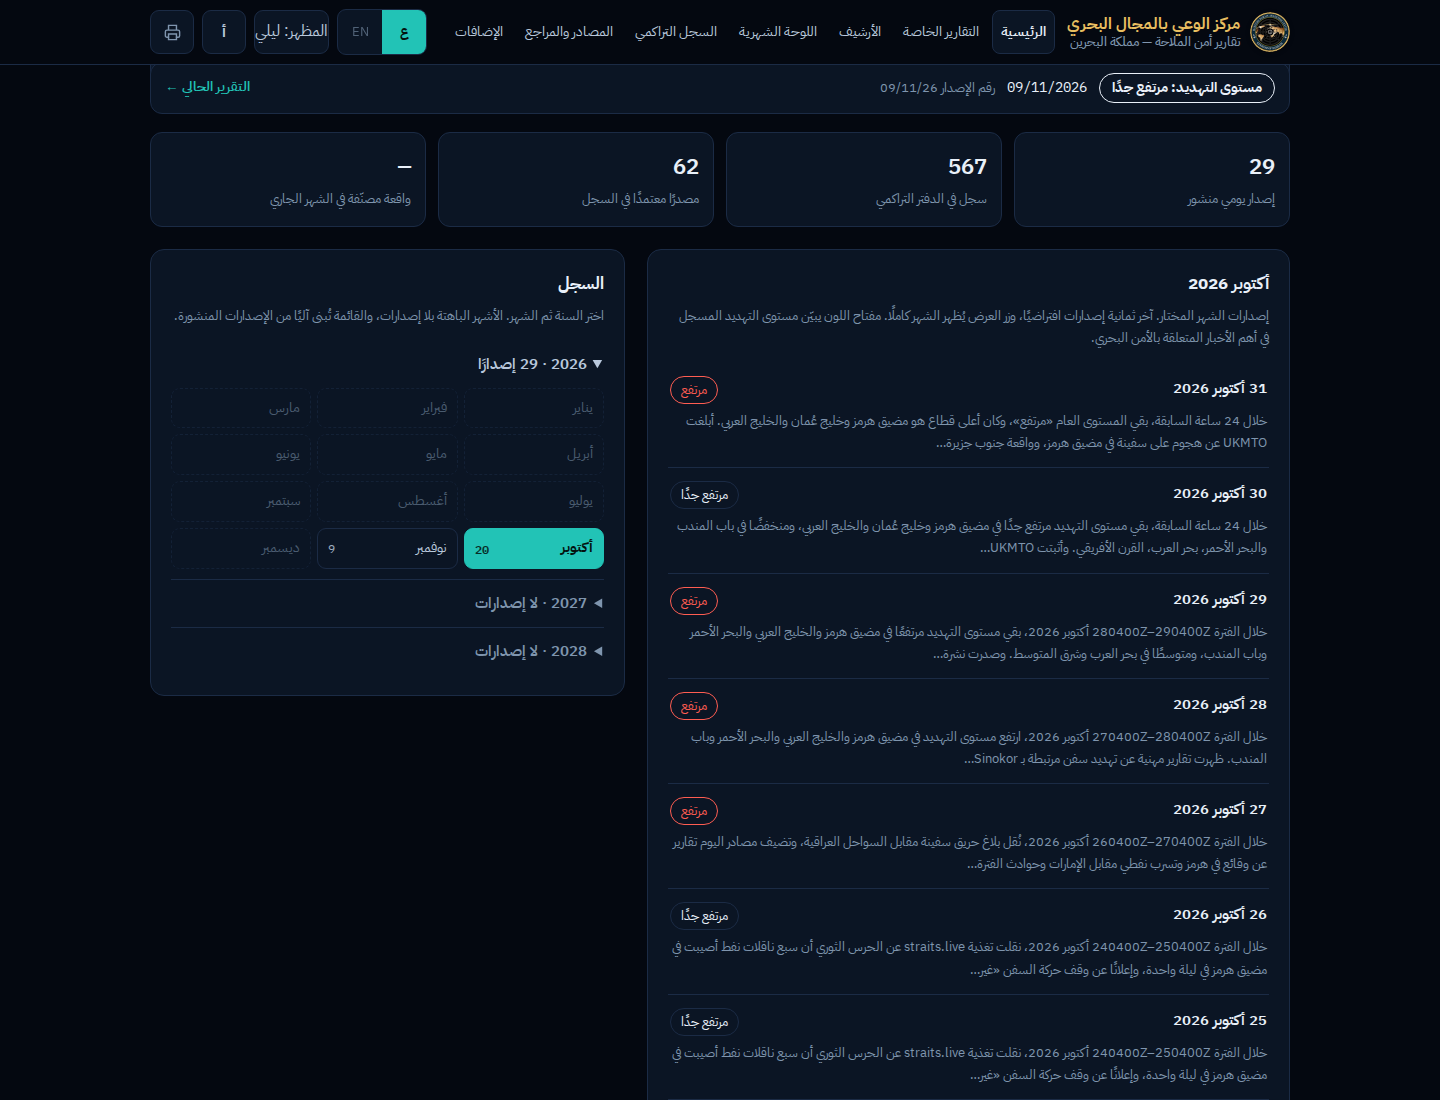 مركز الوعي بالمجال البحري
تقارير أمن الملاحة — مملكة البحرين
الرئيسية
التقارير الخاصة
الأرشيف
اللوحة الشهرية
السجل التراكمي
المصادر والمراجع
الإضافات
ع
EN
المظهر: ليلي
أ
مستوى التهديد: مرتفع جدًا
09/11/2026
رقم الإصدار 09/11/26
التقرير الحالي ←
29
إصدار يومي منشور
567
سجل في الدفتر التراكمي
62
مصدرًا معتمدًا في السجل
—
واقعة مصنّفة في الشهر الجاري
أكتوبر 2026
إصدارات الشهر المختار. آخر ثمانية إصدارات افتراضيًا، وزر العرض يُظهر الشهر كاملًا. مفتاح اللون يبيّن مستوى التهديد المسجل
في أهم الأخبار المتعلقة بالأمن البحري.
31 أكتوبر 2026
مرتفع
خلال 24 ساعة السابقة، بقي المستوى العام «مرتفع»، وكان أعلى قطاع هو مضيق هرمز وخليج عُمان والخليج العربي. أبلغت
UKMTO عن هجوم على سفينة في مضيق هرمز، وواقعة جنوب جزيرة...
30 أكتوبر 2026
مرتفع جدًا
خلال 24 ساعة السابقة، بقي مستوى التهديد مرتفع جدًا في مضيق هرمز وخليج عُمان والخليج العربي، ومنخفضًا في باب المندب
والبحر الأحمر، بحر العرب، القرن الأفريقي. وأثبتت UKMTO...
29 أكتوبر 2026
مرتفع
خلال الفترة 280400Z–290400Z أكتوبر 2026، بقي مستوى التهديد مرتفعًا في مضيق هرمز والخليج العربي والبحر الأحمر
وباب المندب، ومتوسطًا في بحر العرب وشرق المتوسط. وصدرت نشرة...
28 أكتوبر 2026
مرتفع
خلال الفترة 270400Z–280400Z أكتوبر 2026، ارتفع مستوى التهديد في مضيق هرمز والخليج العربي والبحر الأحمر وباب
المندب. ظهرت تقارير مهنية عن تهديد سفن مرتبطة بـ Sinokor...
27 أكتوبر 2026
مرتفع
خلال الفترة 260400Z–270400Z أكتوبر 2026، نُقل بلاغ حريق سفينة مقابل السواحل العراقية، وتضيف مصادر اليوم تقارير
عن وقائع في هرمز وتسرب نفطي مقابل الإمارات وحوادث الفترة...
26 أكتوبر 2026
مرتفع جدًا
خلال الفترة 240400Z–250400Z أكتوبر 2026، نقلت تغذية straits.live عن الحرس الثوري أن سبع ناقلات نفط أصيبت في
مضيق هرمز في ليلة واحدة، وإعلانًا عن وقف حركة السفن «غير...
25 أكتوبر 2026
مرتفع جدًا
خلال الفترة 240400Z–250400Z أكتوبر 2026، نقلت تغذية straits.live عن الحرس الثوري أن سبع ناقلات نفط أصيبت في
مضيق هرمز في ليلة واحدة، وإعلانًا عن وقف حركة السفن «غير...
السجل
اختر السنة ثم الشهر. الأشهر الباهتة بلا إصدارات، والقائمة تُبنى آليًا من الإصدارات المنشورة.
▼ 2026 · 29 إصدارًا
يناير
فبراير
مارس
أبريل
مايو
يونيو
يوليو
أغسطس
سبتمبر
أكتوبر 20
نوفمبر 9
ديسمبر
◀ 2027 · لا إصدارات
◀ 2028 · لا إصدارات